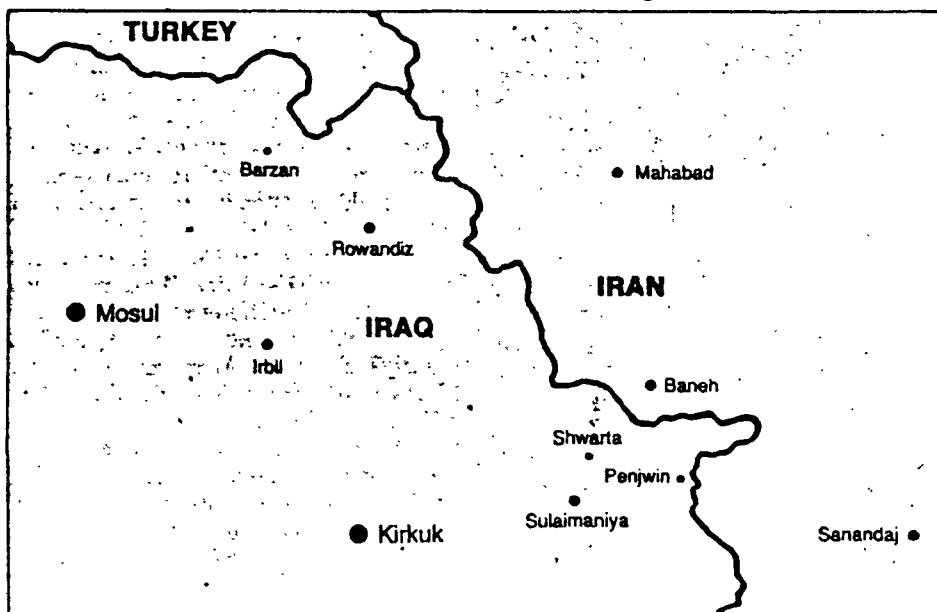 TURKEY
Barzan
Mahabad
Rowandiz
IRAN
Mosul
IRAQ
Irbil
Baneh
Shwarta
Penjwin
Sulaimaniya
Kirkuk
Sanandaj